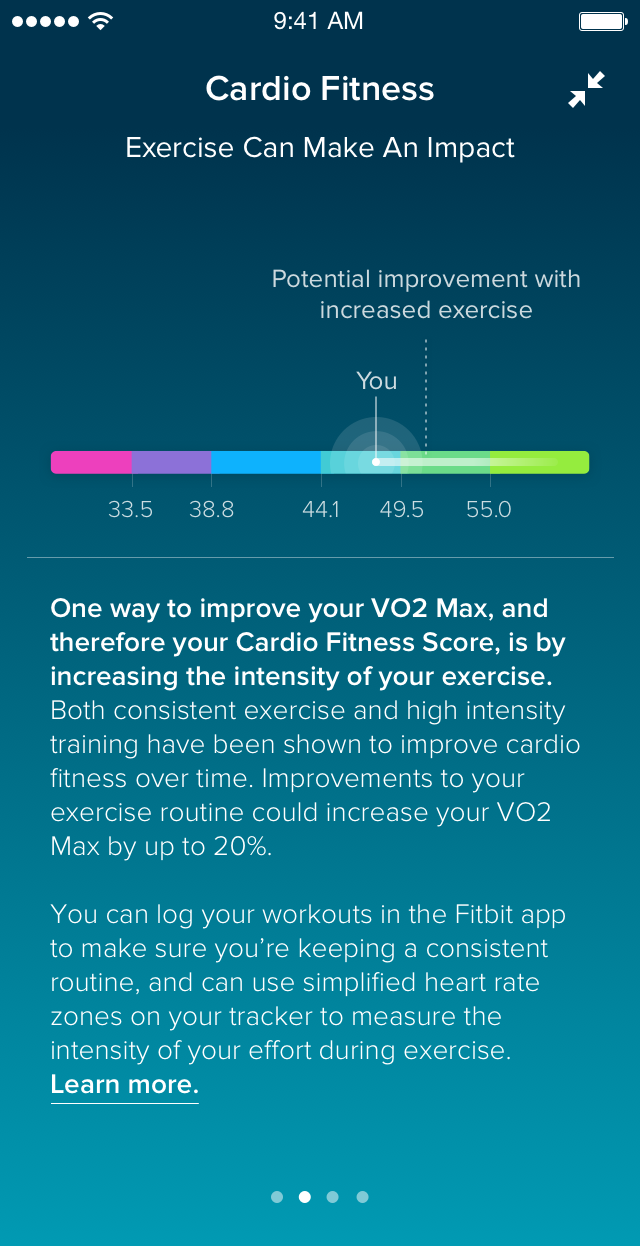 9:41 AM
Cardio Fitness
Exercise Can Make An Impact
Potential improvement with
increased exercise
You
33.5 38.8 44.1 49.5 55.0
One way to improve your VO2 Max, and
therefore your Cardio Fitness Score, is by
increasing the intensity of your exercise.
Both consistent exercise and high intensity
training have been shown to improve cardio
fitness over time. Improvements to your
exercise routine could increase your VO2
Max by up to 20%.
You can log your workouts in the Fitbit app
to make sure you’re keeping a consistent
routine, and can use simplified heart rate
zones on your tracker to measure the
intensity of your effort during exercise.
Learn more.